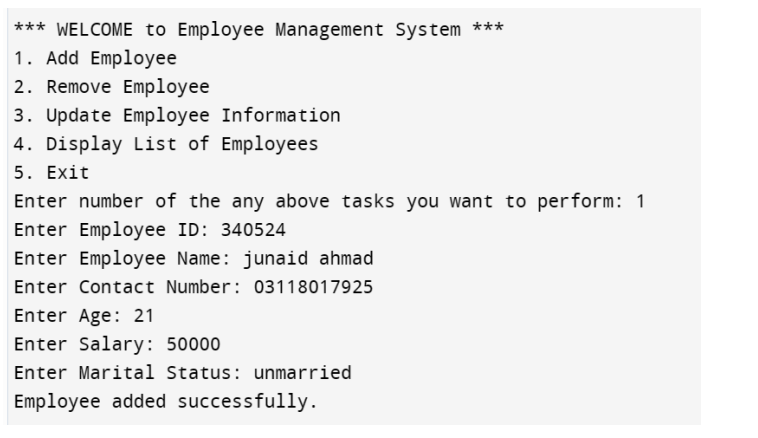 *** WELCOME to Employee Management System ***
1. Add Employee
2. Remove Employee
3. Update Employee Information
4. Display List of Employees
5. Exit
Enter number of the any above tasks you want to perform: 1
Enter Employee ID: 340524
Enter Employee Name: junaid ahmad
Enter Contact Number: 03118017925
Enter Age: 21
Enter Salary: 50000
Enter Marital Status: unmarried
Employee added successfully.